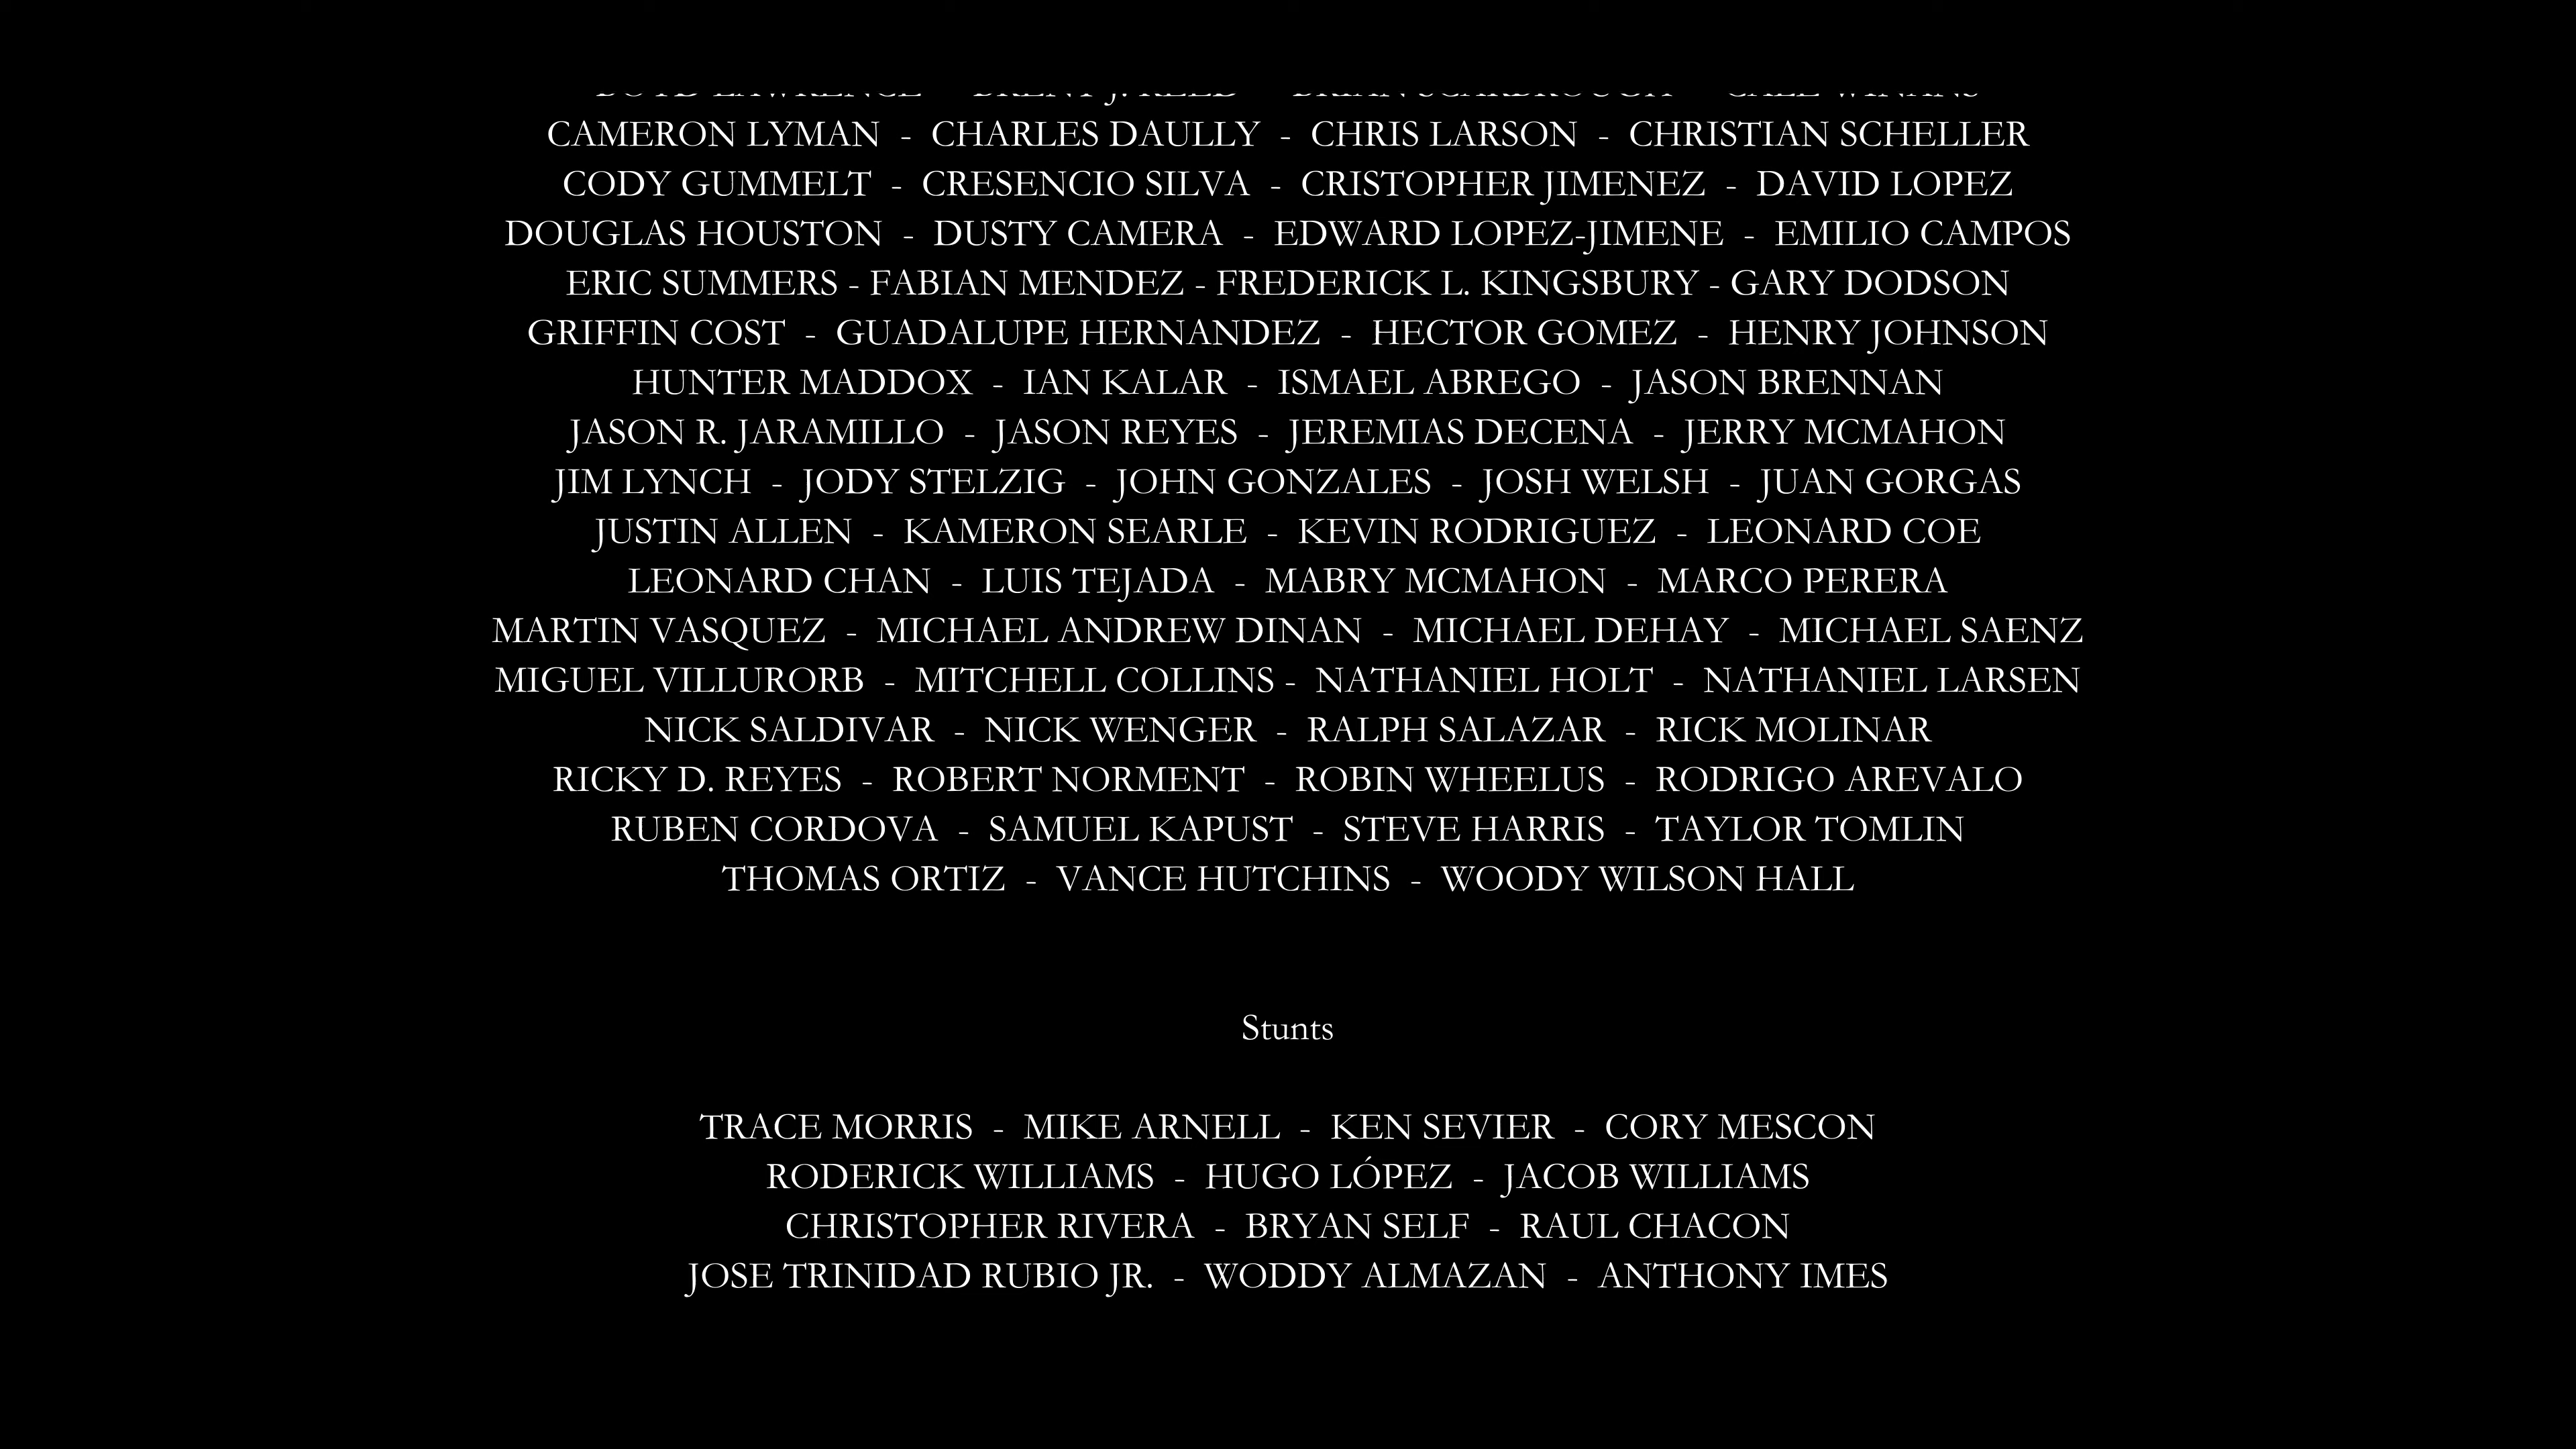 BOYD LAWRENCE - BRENT J. REED - BRIAN SCARBROUGH - CALE WINANS
CAMERON LYMAN - CHARLES DAULLY - CHRIS LARSON - CHRISTIAN SCHELLER
CODY GUMMELT - CRESENCIO SILVA - CRISTOPHER JIMENEZ - DAVID LOPEZ
DOUGLAS HOUSTON - DUSTY CAMERA - EDWARD LOPEZ-JIMENE - EMILIO CAMPOS
ERIC SUMMERS - FABIAN MENDEZ - FREDERICK L. KINGSBURY - GARY DODSON
GRIFFIN COST - GUADALUPE HERNANDEZ - HECTOR GOMEZ - HENRY JOHNSON
HUNTER MADDOX - IAN KALAR - ISMAEL ABREGO - JASON BRENNAN
JASON R. JARAMILLO - JASON REYES - JEREMIAS DECENA - JERRY MCMAHON
JIM LYNCH - JODY STELZIG - JOHN GONZALES - JOSH WELSH - JUAN GORGAS
JUSTIN ALLEN - KAMERON SEARLE - KEVIN RODRIGUEZ - LEONARD COE
LEONARD CHAN - LUIS TEJADA - MABRY MCMAHON - MARCO PERERA
MARTIN VASQUEZ - MICHAEL ANDREW DINAN - MICHAEL DEHAY - MICHAEL SAENZ
MIGUEL VILLURORB - MITCHELL COLLINS - NATHANIEL HOLT - NATHANIEL LARSEN
NICK SALDIVAR - NICK WENGER - RALPH SALAZAR - RICK MOLINAR
RICKY D. REYES - ROBERT NORMENT - ROBIN WHEELUS - RODRIGO AREVALO
RUBEN CORDOVA - SAMUEL KAPUST - STEVE HARRIS - TAYLOR TOMLIN
THOMAS ORTIZ - VANCE HUTCHINS - WOODY WILSON HALL
Stunts
TRACE MORRIS - MIKE ARNELL - KEN SEVIER - CORY MESCON
RODERICK WILLIAMS - HUGO LÓPEZ - JACOB WILLIAMS
CHRISTOPHER RIVERA - BRYAN SELF - RAUL CHACON
JOSE TRINIDAD RUBIO JR. - WODDY ALMAZAN - ANTHONY IMES